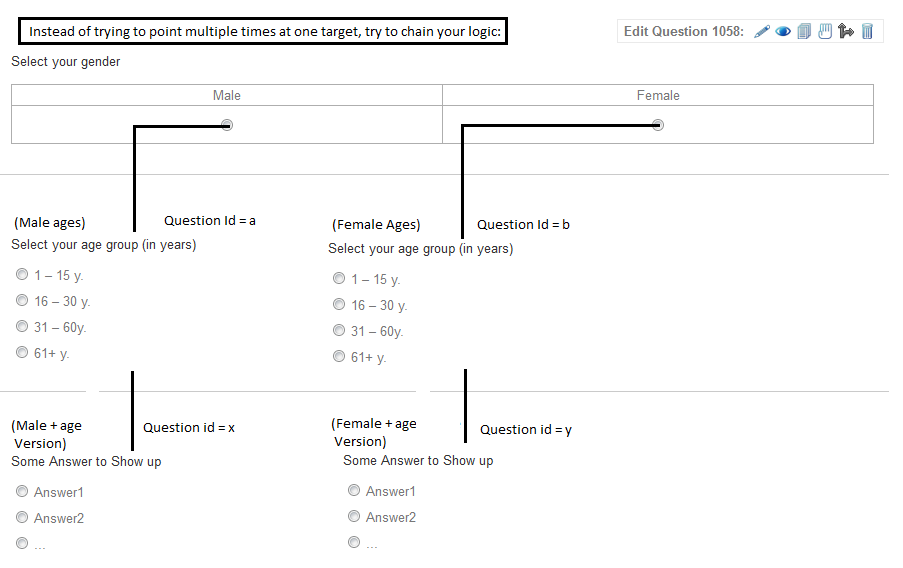 Instead of trying to point multiple times at one target, try to chain your logic:
Edit Question 1058:
Select your gender
Male
Female
(Male ages)
Question Id = a
Select your age group (in years)
1 – 15 y.
16 – 30 y.
31 – 60y.
61+ y.
(Female Ages)
Question Id = b
Select your age group (in years)
1 – 15 y.
16 – 30 y.
31 – 60y.
61+ y.
(Male + age
Version)
Question id = x
Some Answer to Show up
Answer1
Answer2
...
(Female + age
Version)
Question id = y
Some Answer to Show up
Answer1
Answer2
...